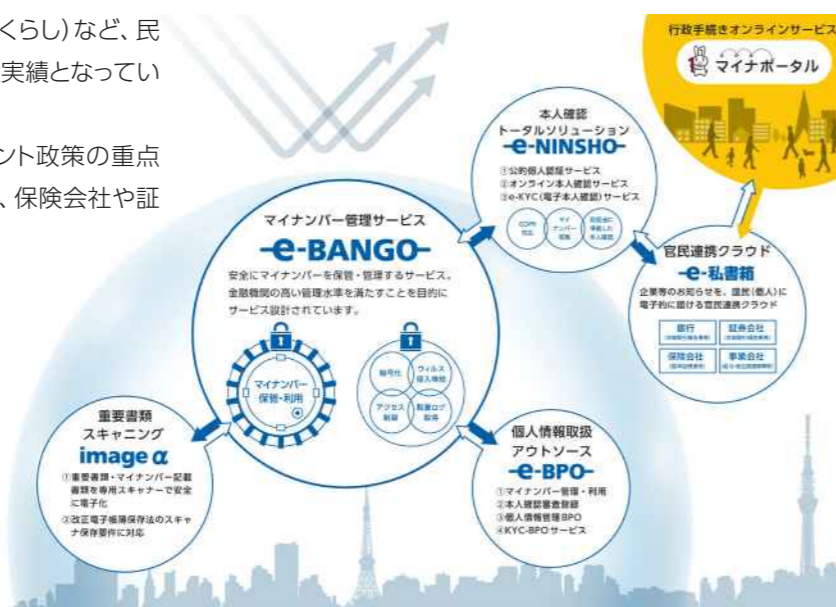 くらし)など、民
実績となってい
ント政策の重点
、保険会社や証
行政手続きオンラインサービス
マイナポータル
本人確認
トータルソリューション
-e-NINSHO-
①公的個人認証サービス
②オンライン本人確認サービス
③e-KYC(電子本人確認)サービス
GDPR
対応
マイ
ナンバー
収集
本人確認
マイナンバー管理サービス
-e-BANGO-
安全にマイナンバーを保管・管理するサービス。
金融機関の高い管理水準を満たすことを目的に
サービス設計されています。
マイナンバー
保管・利用
暗号化
ウィルス
侵入検知
アクセス
制御
監査ログ
取得
官民連携クラウド
-e-私書箱
企業等のお知らせを、国民(個人)に
電子的に届ける官民連携クラウド
銀行
証券会社
保険会社
事業会社
重要書類
スキャニング
image α
①重要書類・マイナンバー記載
書類を専用スキャナーで安全
に電子化
②改正電子帳簿保存法のスキャ
ナ保存要件に対応
個人情報取扱
アウトソース
-e-BPO-
①マイナンバー管理・利用
②本人確認審査登録
③個人情報管理BPO
④KYC-BPOサービス